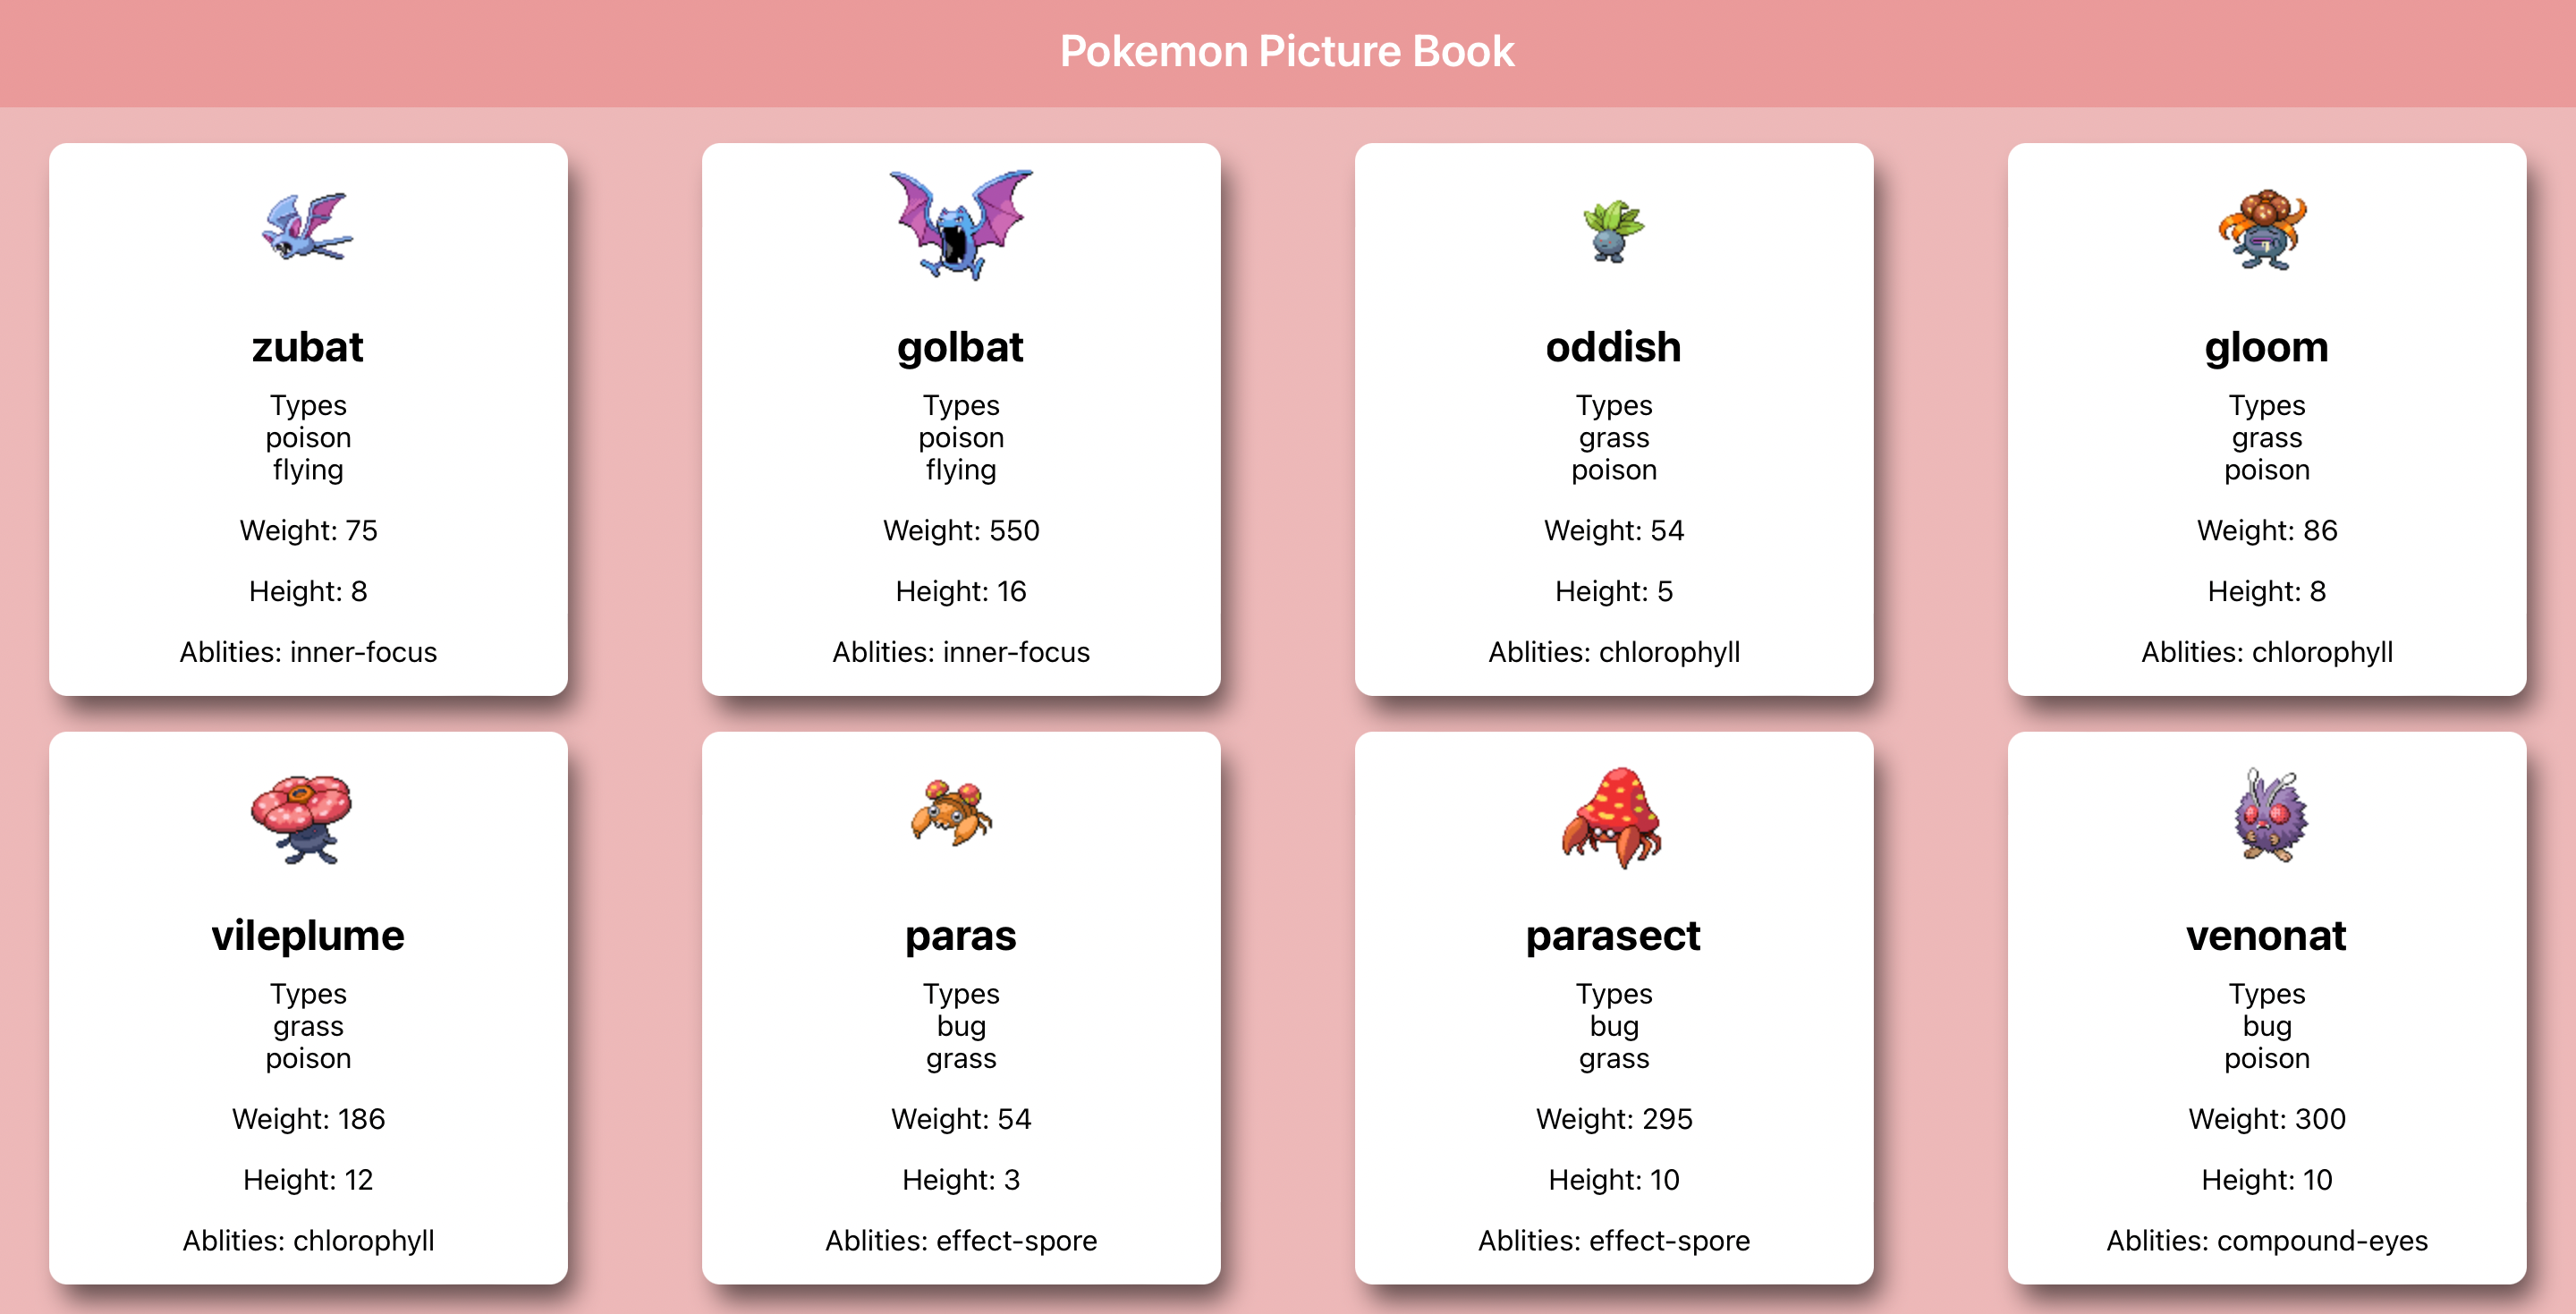 Pokemon Picture Book
zubat
Types
poison
flying
Weight: 75
Height: 8
Ablities: inner-focus
golbat
Types
poison
flying
Weight: 550
Height: 16
Ablities: inner-focus
oddish
Types
grass
poison
Weight: 54
Height: 5
Ablities: chlorophyll
gloom
Types
grass
poison
Weight: 86
Height: 8
Ablities: chlorophyll
vileplume
Types
grass
poison
Weight: 186
Height: 12
Ablities: chlorophyll
paras
Types
bug
grass
Weight: 54
Height: 3
Ablities: effect-spore
parasect
Types
bug
grass
Weight: 295
Height: 10
Ablities: effect-spore
venonat
Types
bug
poison
Weight: 300
Height: 10
Ablities: compound-eyes